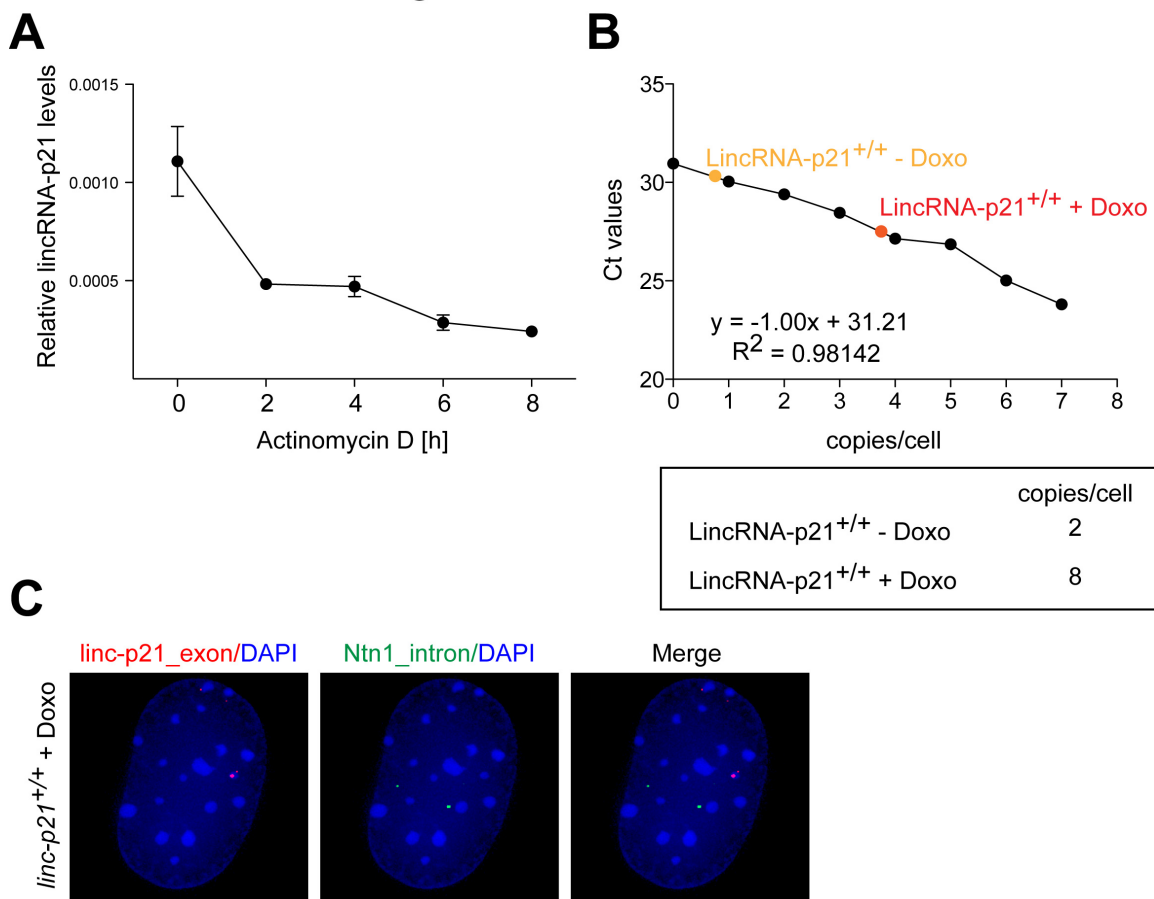 A
Relative lincRNA-p21 levels
0.0015
0.0010
0.0005
0 2 4 6 8
Actinomycin D [h]
B
Ct values
35
30
25
20
LincRNA-p21+/+ - Doxo
LincRNA-p21+/+ + Doxo
y = -1.00x + 31.21
R2 = 0.98142
0 1 2 3 4 5 6 7 8
copies/cell
copies/cell
LincRNA-p21+/+ - Doxo 2
LincRNA-p21+/+ + Doxo 8
C
linc-p21_exon/DAPI
Ntn1_intron/DAPI
Merge
linc-p21+/+ + Doxo